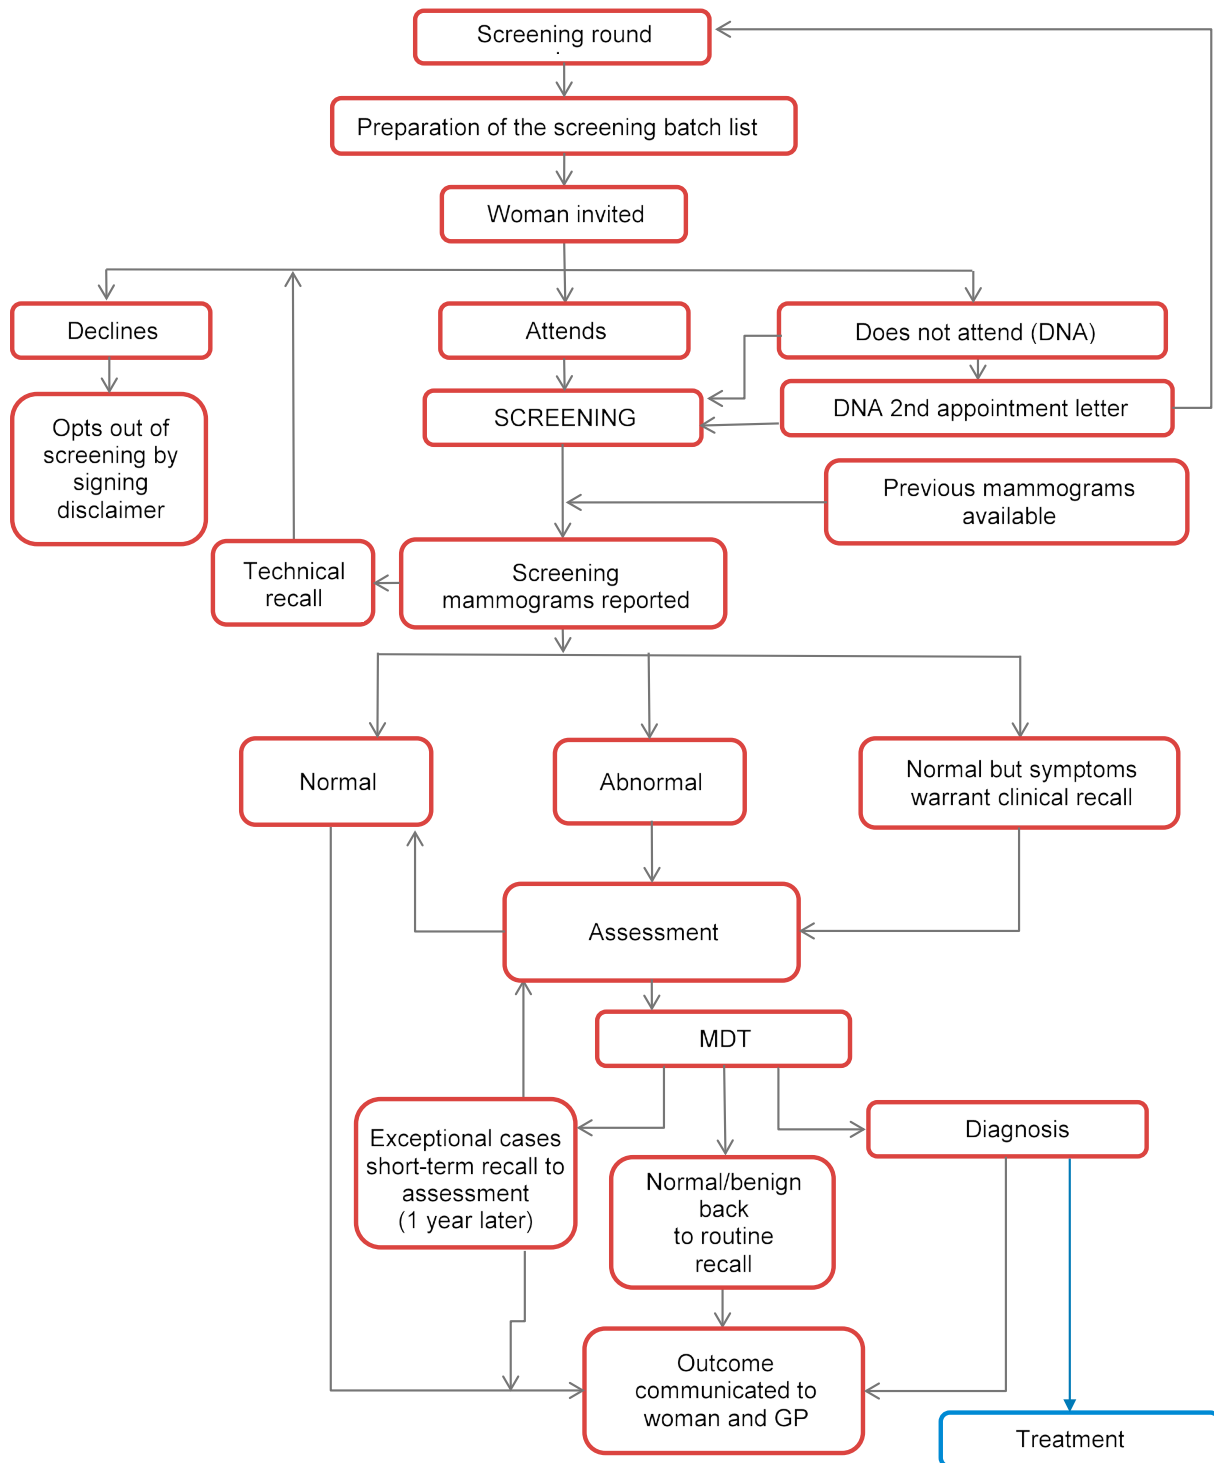 Screening round
Preparation of the screening batch list
Woman invited
Declines
Attends
Does not attend (DNA)
Opts out of
screening by
signing
disclaimer
SCREENING
DNA 2nd appointment letter
Previous mammograms
available
Technical
recall
Screening
mammograms reported
Normal
Abnormal
Normal but symptoms
warrant clinical recall
Assessment
MDT
Exceptional cases
short-term recall to
assessment
(1 year later)
Normal/benign
back
to routine
recall
Diagnosis
Outcome
communicated to
woman and GP
Treatment